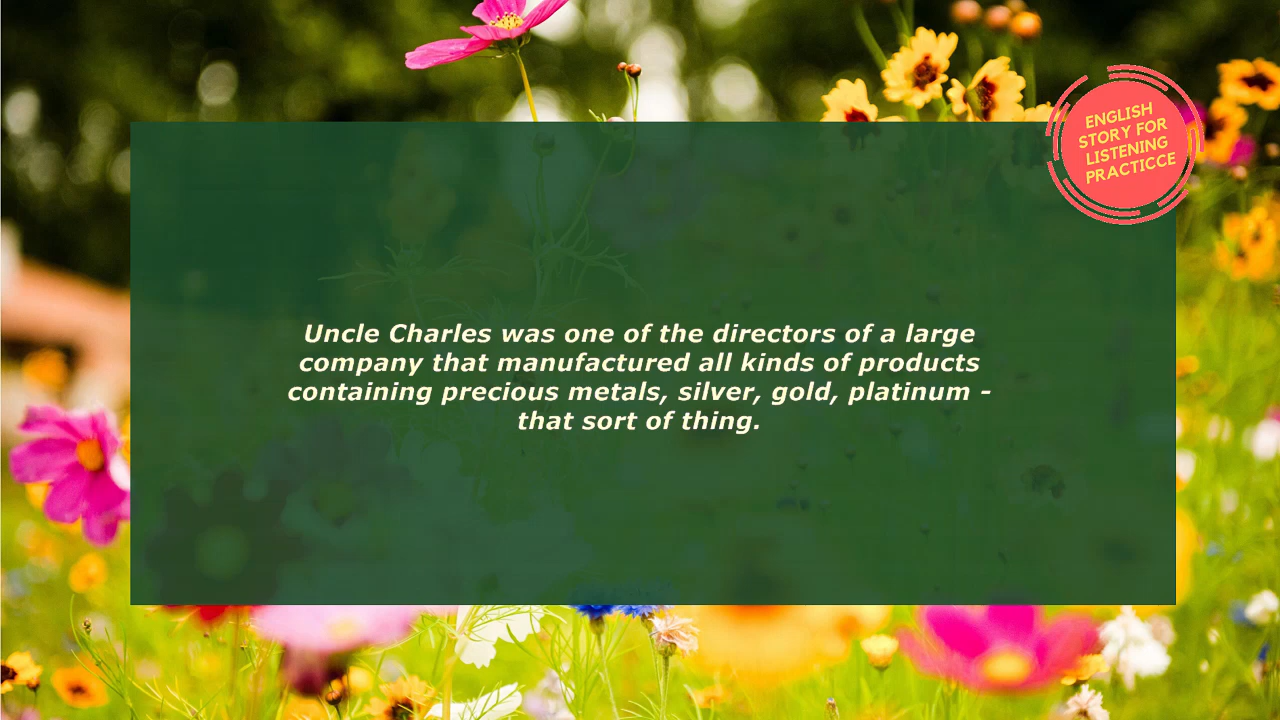 ENGLISH
STORY FOR
LISTENING
PRACTICCE
Uncle Charles was one of the directors of a large
company that manufactured all kinds of products
containing precious metals, silver, gold, platinum -
that sort of thing.